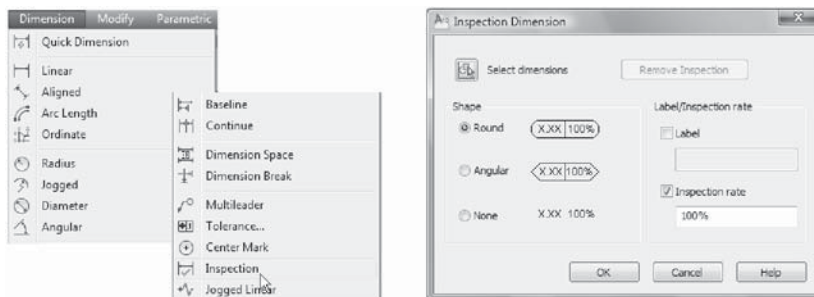 Dimension Modify Parametric
Quick Dimension
Linear
Aligned
Arc Length
Ordinate
Radius
Jogged
Diameter
Angular
Baseline
Continue
Dimension Space
Dimension Break
Multileader
Tolerance...
Center Mark
Inspection
Jogged Linear
Inspection Dimension
Select dimensions
Remove Inspection
Shape
Round X.XX 100%
Angular X.XX 100%
None X.XX 100%
Label/Inspection rate
Label
Inspection rate
100%
OK Cancel Help